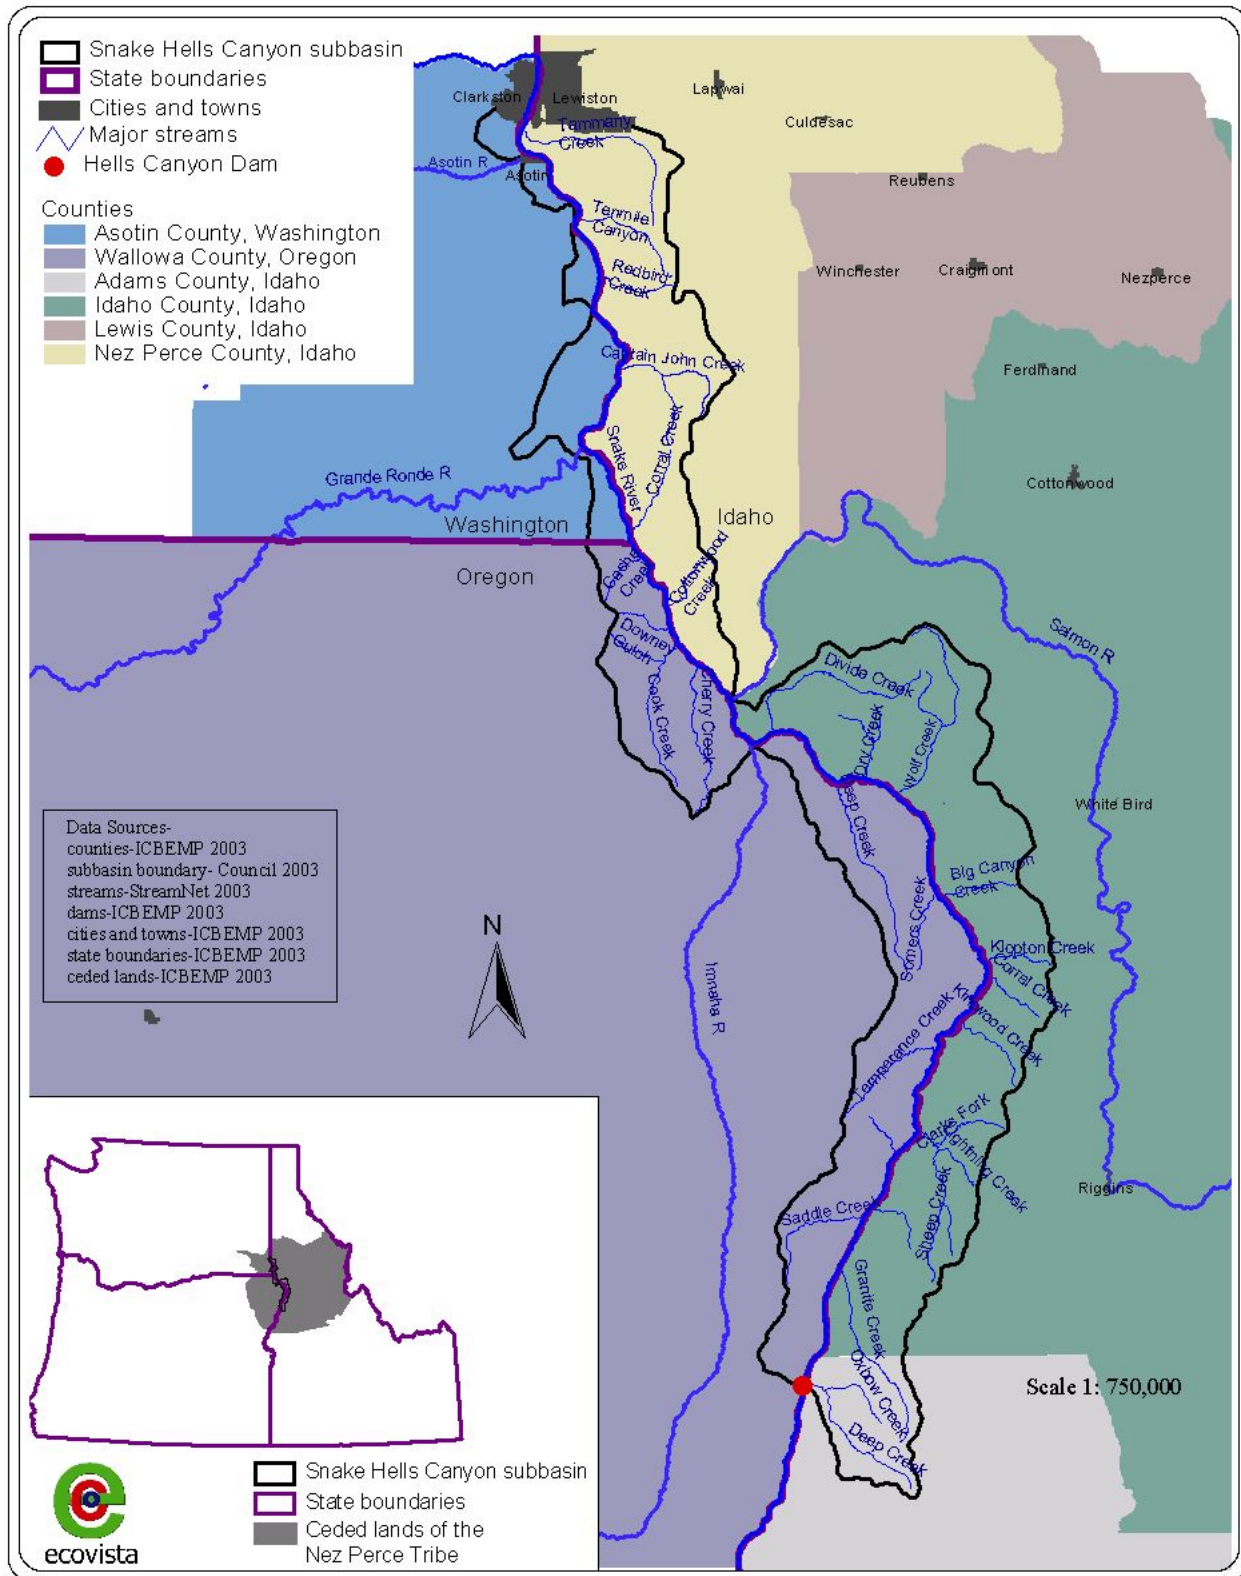 Snake Hells Canyon subbasin
State boundaries
Cities and towns
Major streams
Hells Canyon Dam
Counties
Asotin County, Washington
Wallowa County, Oregon
Adams County, Idaho
Idaho County, Idaho
Lewis County, Idaho
Nez Perce County, Idaho
Clarkston
Lewiston
Lapwai
Culdesac
Tammany
Creek
Asotin R
Asotin
Reubens
Tenmile
Canyon
Redbird
Creek
Winchester
Craigmont
Nezperce
Captain John Creek
Ferdinand
Corral Creek
Snake River
Grande Ronde R
Cottonwood
Washington
Idaho
Oregon
Cache
Creek
Cottonwood
Creek
Downey
Gulch
Cook Creek
Cherry Creek
Salmon R
Divide Creek
Dry Creek
Wolf Creek
Deep Creek
White Bird
Big Canyon
Creek
Somers Creek
Klopton Creek
Corral Creek
Kirkwood Creek
Imnaha R
Temperance Creek
Clarks Fork
Lightning Creek
Sheep Creek
Riggins
Saddle Creek
Granite Creek
Oxbow Creek
Deep Creek
Scale 1: 750,000
Data Sources-
counties-ICBEMP 2003
subbasin boundary- Council 2003
streams-StreamNet 2003
dams-ICBEMP 2003
cities and towns-ICBEMP 2003
state boundaries-ICBEMP 2003
ceded lands-ICBEMP 2003
N
Snake Hells Canyon subbasin
State boundaries
Ceded lands of the
Nez Perce Tribe
ecovista